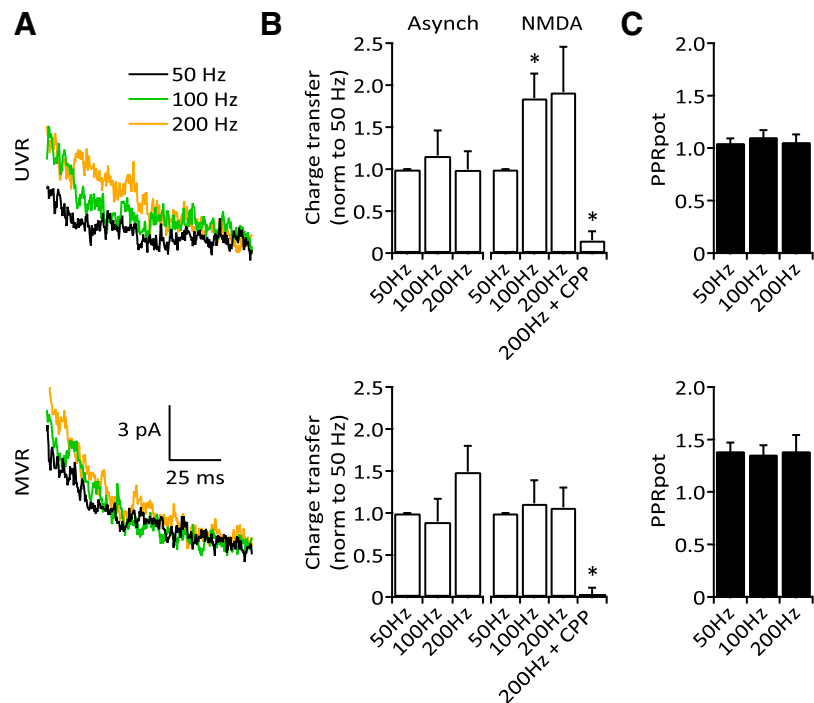 A
B
C
50 Hz
100 Hz
200 Hz
UVR
Asynch
NMDA
Charge transfer
(norm to 50 Hz)
2.5
2.0
1.5
1.0
0.5
0
*
*
50Hz
100Hz
200Hz
50Hz
100Hz
200Hz
200Hz + CPP
PPRpot
2.0
1.5
1.0
0.5
0
50Hz
100Hz
200Hz
MVR
3 pA
25 ms
Charge transfer
(norm to 50 Hz)
2.5
2.0
1.5
1.0
0.5
0
*
50Hz
100Hz
200Hz
50Hz
100Hz
200Hz
200Hz + CPP
PPRpot
2.0
1.5
1.0
0.5
0
50Hz
100Hz
200Hz